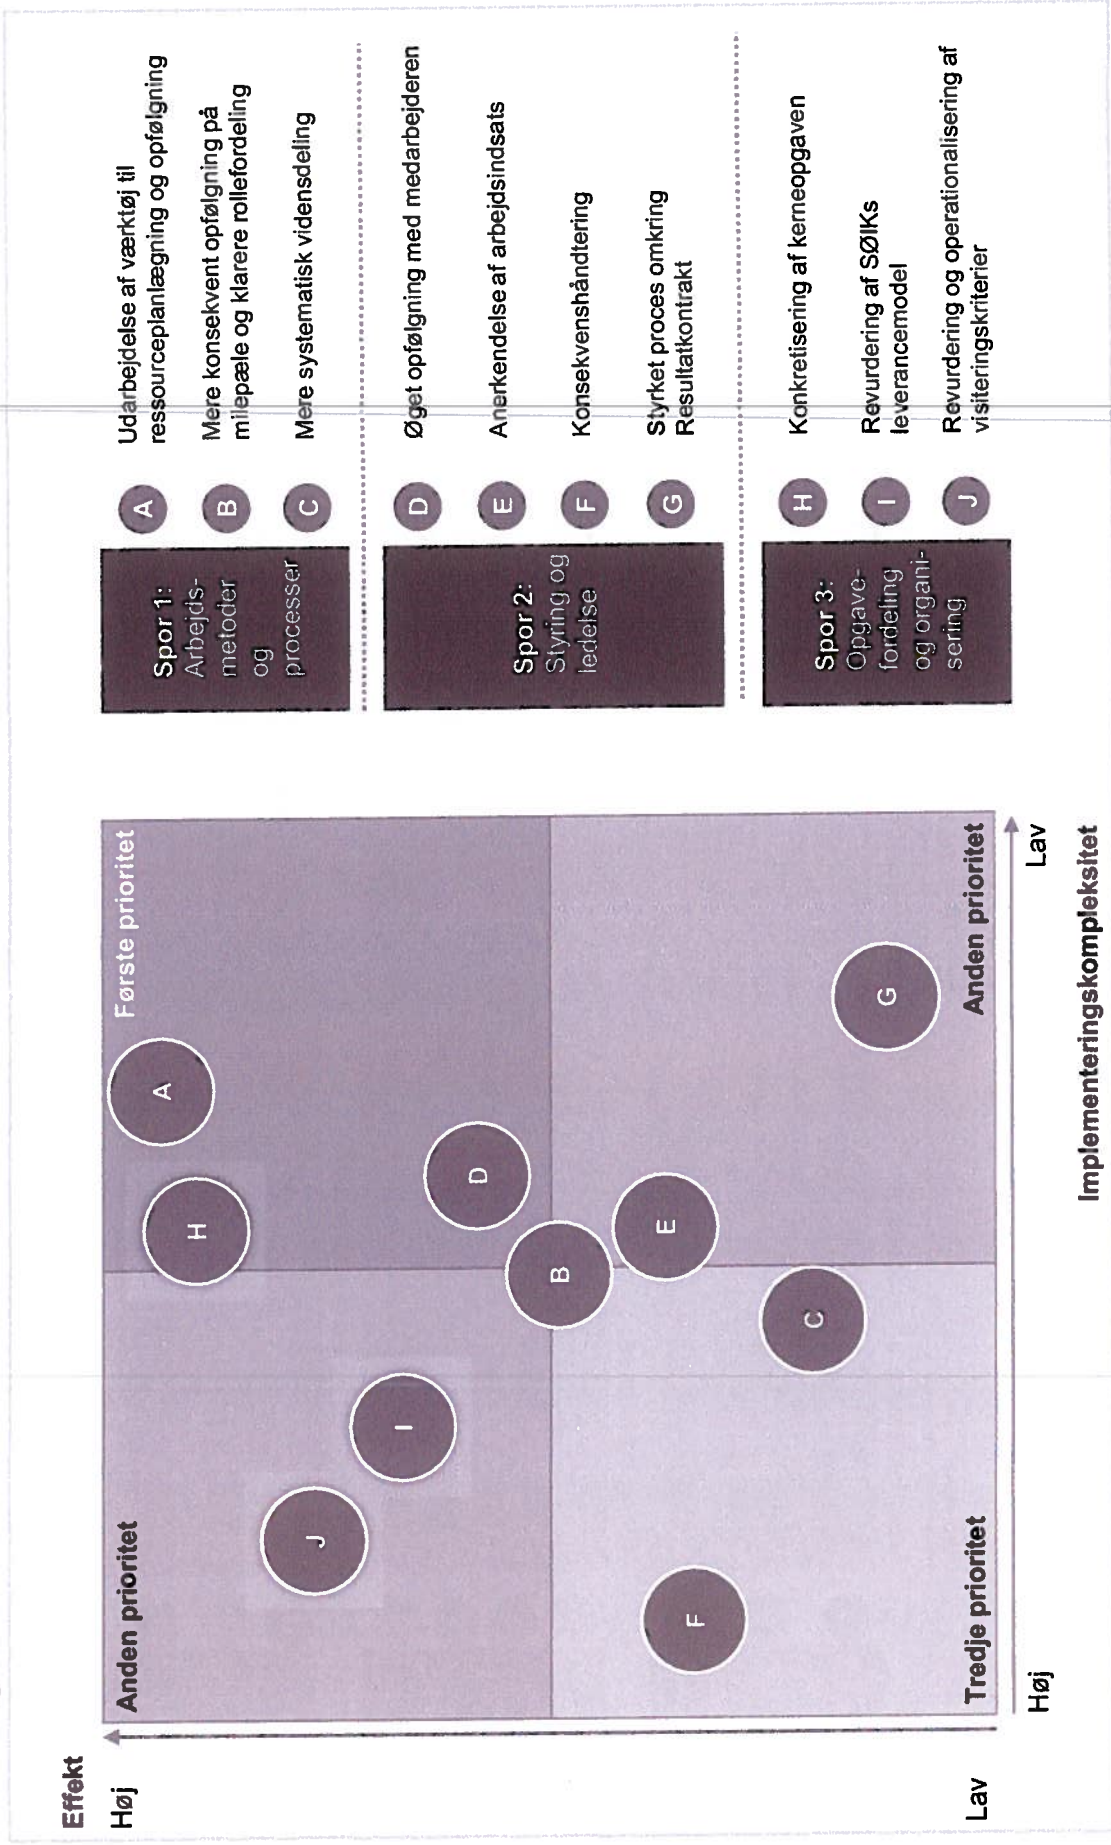 Effekt
Høj
Lav
Anden prioritet
Første prioritet
Tredje prioritet
Anden prioritet
A
H
D
B
E
I
J
C
G
F
Høj
Lav
Implementeringskompleksitet
Spor 1:
Arbejds-
metoder
og
processer
A
Udarbejdelse af værktøj til
ressourceplanlægning og opfølgning
B
Mere konsekvent opfølgning på
milepæle og klarere rollefordeling
C
Mere systematisk vidensdeling
Spor 2:
Styring og
ledelse
D
Øget opfølgning med medarbejderen
E
Anerkendelse af arbejdsindsats
F
Konsekvenshåndtering
G
Styrket proces omkring
Resultatkontrakt
Spor 3:
Opgave-
fordeling
og organi-
sering
H
Konkretisering af kerneopgaven
I
Revurdering af SØIKs
leverancemodel
J
Revurdering og operationalisering af
visiteringskriterier